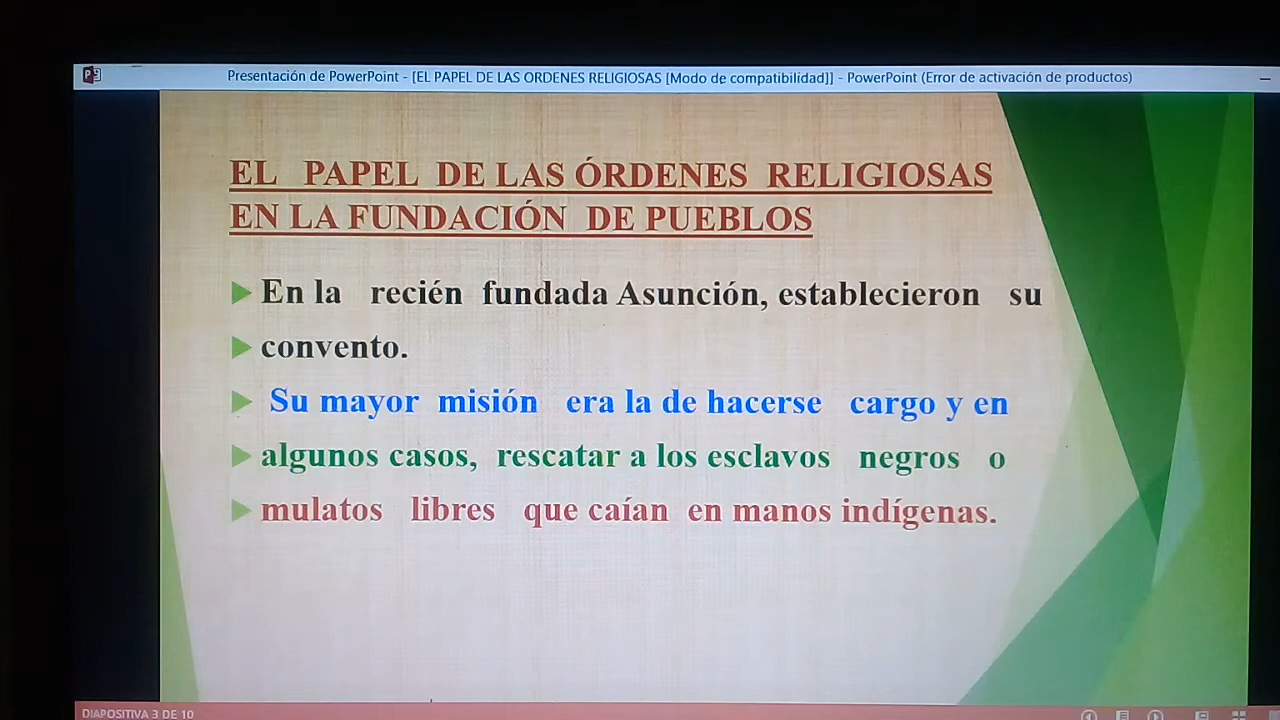 Presentación de PowerPoint - [EL PAPEL DE LAS ORDENES RELIGIOSAS [Modo de compatibilidad]] - PowerPoint (Error de activación de productos)
EL PAPEL DE LAS ÓRDENES RELIGIOSAS
EN LA FUNDACIÓN DE PUEBLOS
En la recién fundada Asunción, establecieron su
convento.
Su mayor misión era la de hacerse cargo y en
algunos casos, rescatar a los esclavos negros o
mulatos libres que caían en manos indígenas.
DIAPOSITIVA 3 DE 10